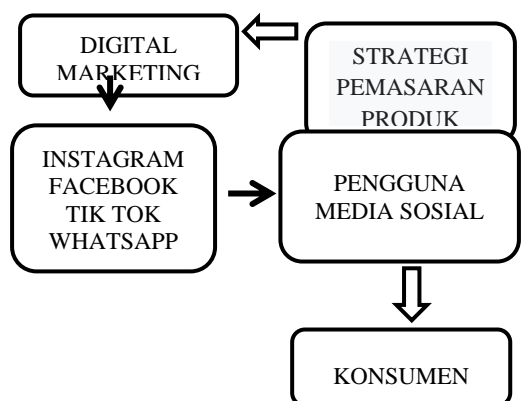 DIGITAL
MARKETING
STRATEGI
PEMASARAN
PRODUK
INSTAGRAM
FACEBOOK
TIK TOK
WHATSAPP
PENGGUNA
MEDIA SOSIAL
KONSUMEN